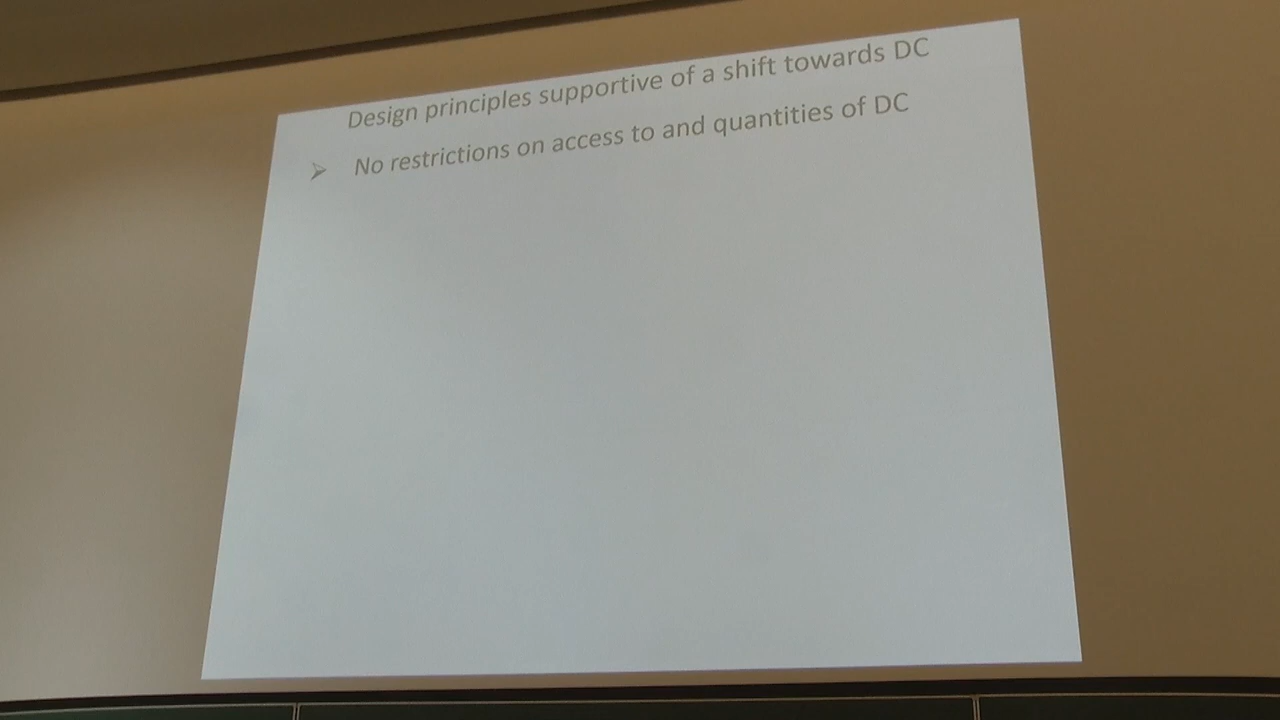 Design principles supportive of a shift towards DC
➢ No restrictions on access to and quantities of DC